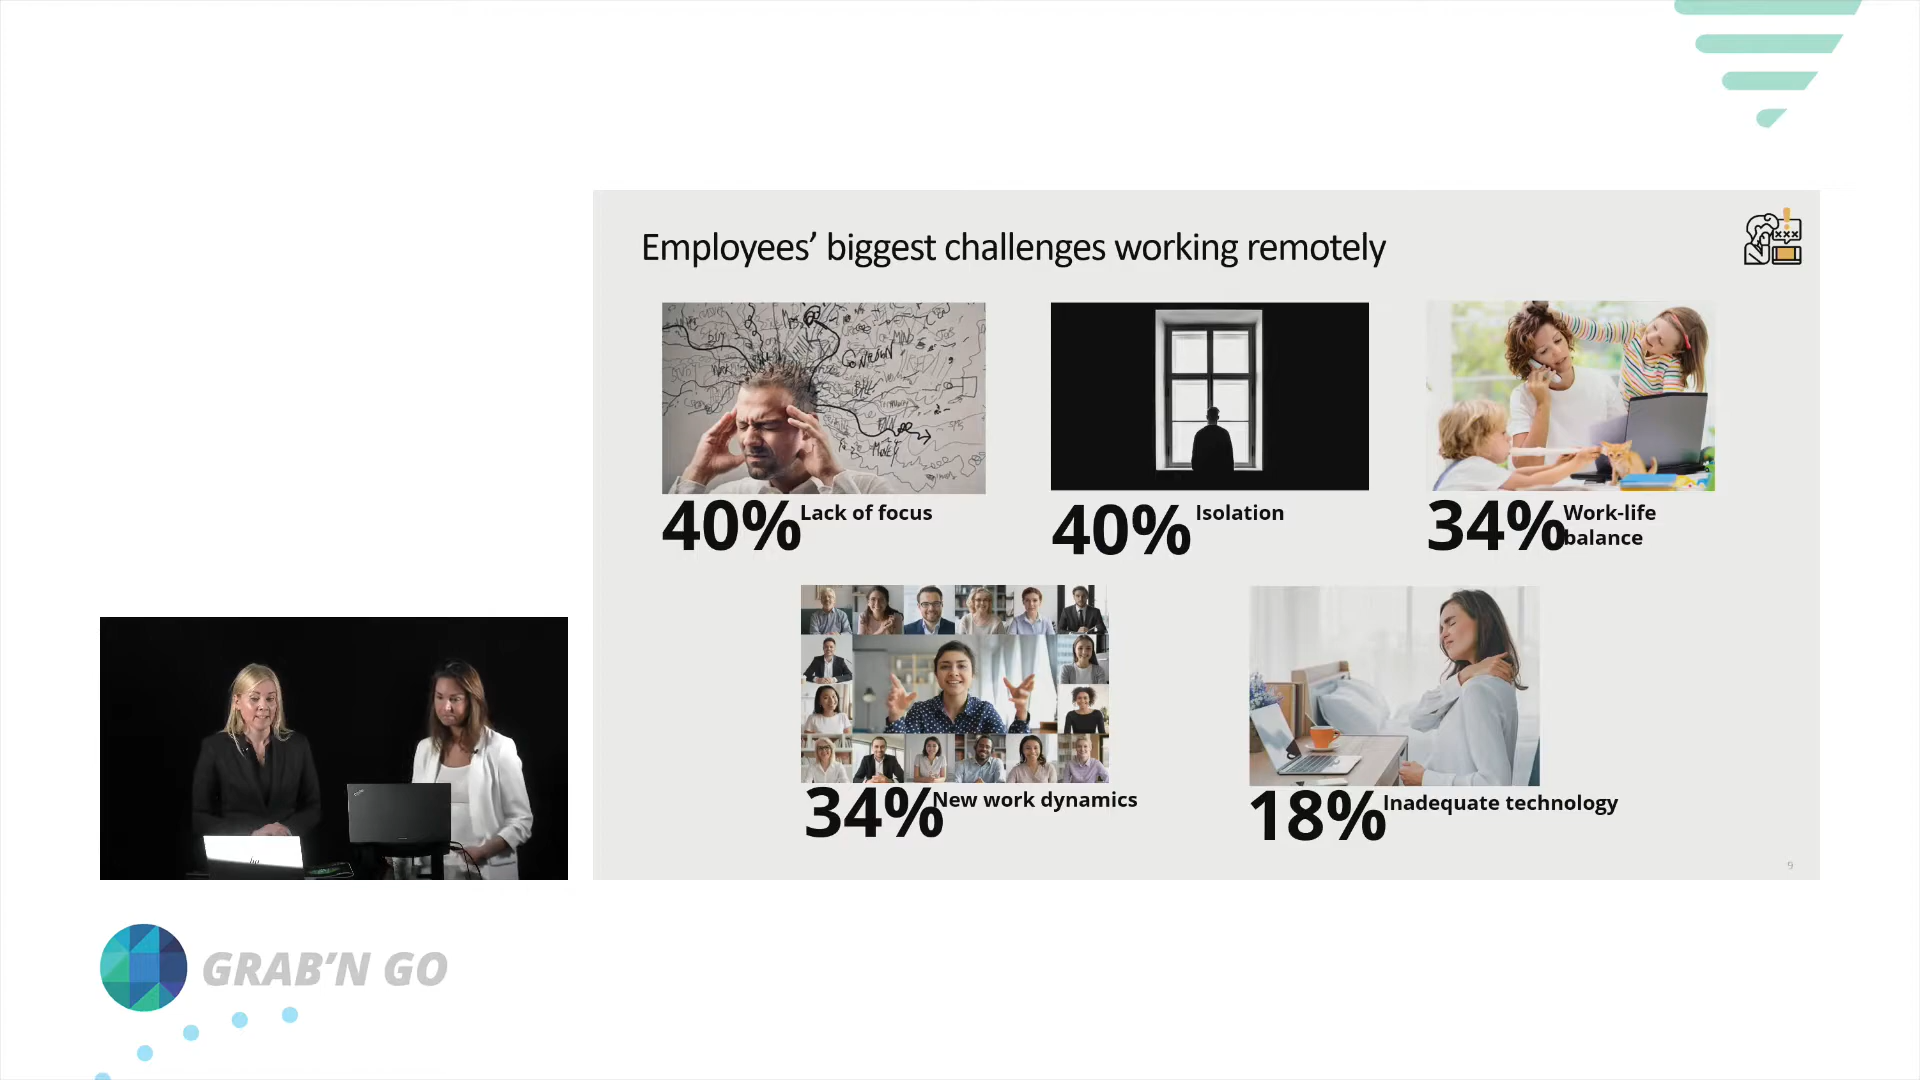 Employees’ biggest challenges working remotely
40% Lack of focus
40% Isolation
34% Work-life
balance
34% New work dynamics
18% Inadequate technology
9
GRAB’N GO